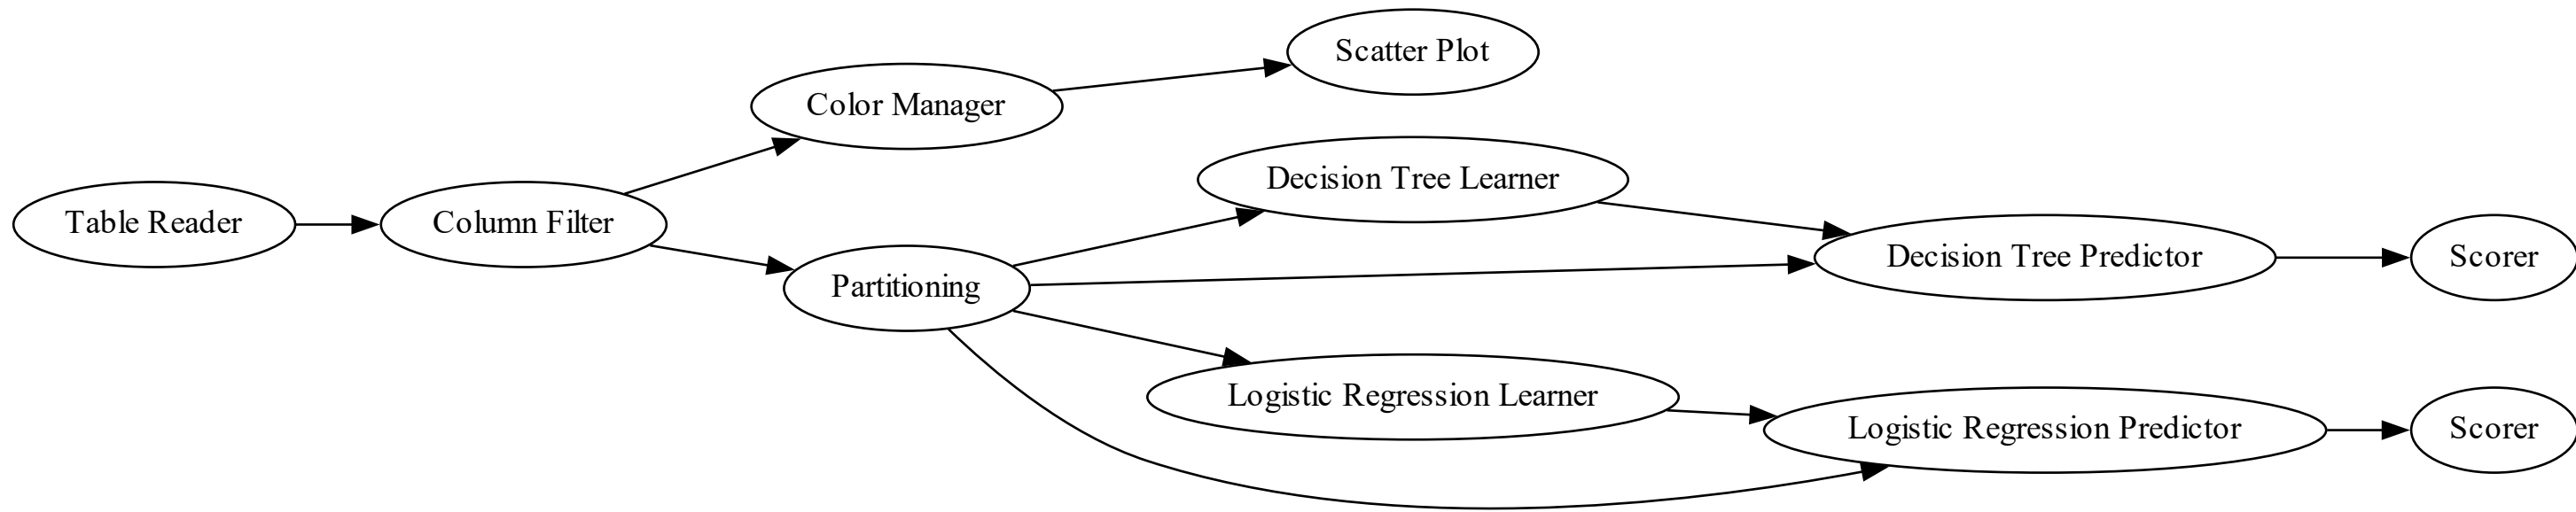 Scatter Plot
Color Manager
Decision Tree Learner
Table Reader
Column Filter
Decision Tree Predictor
Scorer
Partitioning
Logistic Regression Learner
Logistic Regression Predictor
Scorer